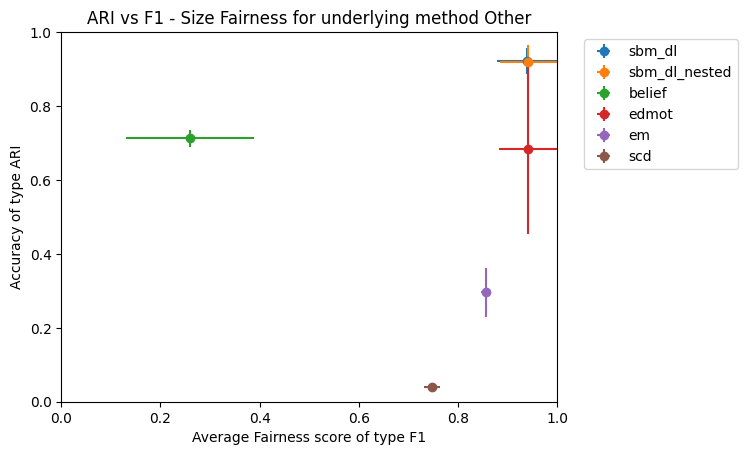 ARI vs F1 - Size Fairness for underlying method Other
1.0
0.8
0.6
0.4
0.2
0.0
Accuracy of type ARI
0.0 0.2 0.4 0.6 0.8 1.0
Average Fairness score of type F1
sbm_dl
sbm_dl_nested
belief
edmot
em
scd